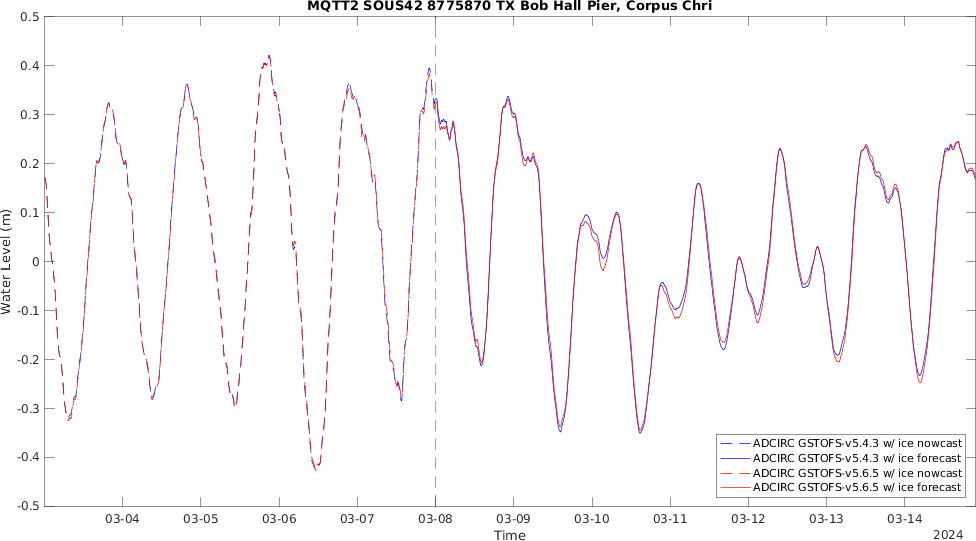 MQTT2 SOUS42 8775870 TX Bob Hall Pier, Corpus Chri
0.5
0.4
0.3
0.2
0.1
0
-0.1
-0.2
-0.3
-0.4
-0.5
Water Level (m)
ADCIRC GSTOFS-v5.4.3 w/ ice nowcast
ADCIRC GSTOFS-v5.4.3 w/ ice forecast
ADCIRC GSTOFS-v5.6.5 w/ ice nowcast
ADCIRC GSTOFS-v5.6.5 w/ ice forecast
03-04 03-05 03-06 03-07 03-08 03-09 03-10 03-11 03-12 03-13 03-14
Time
2024